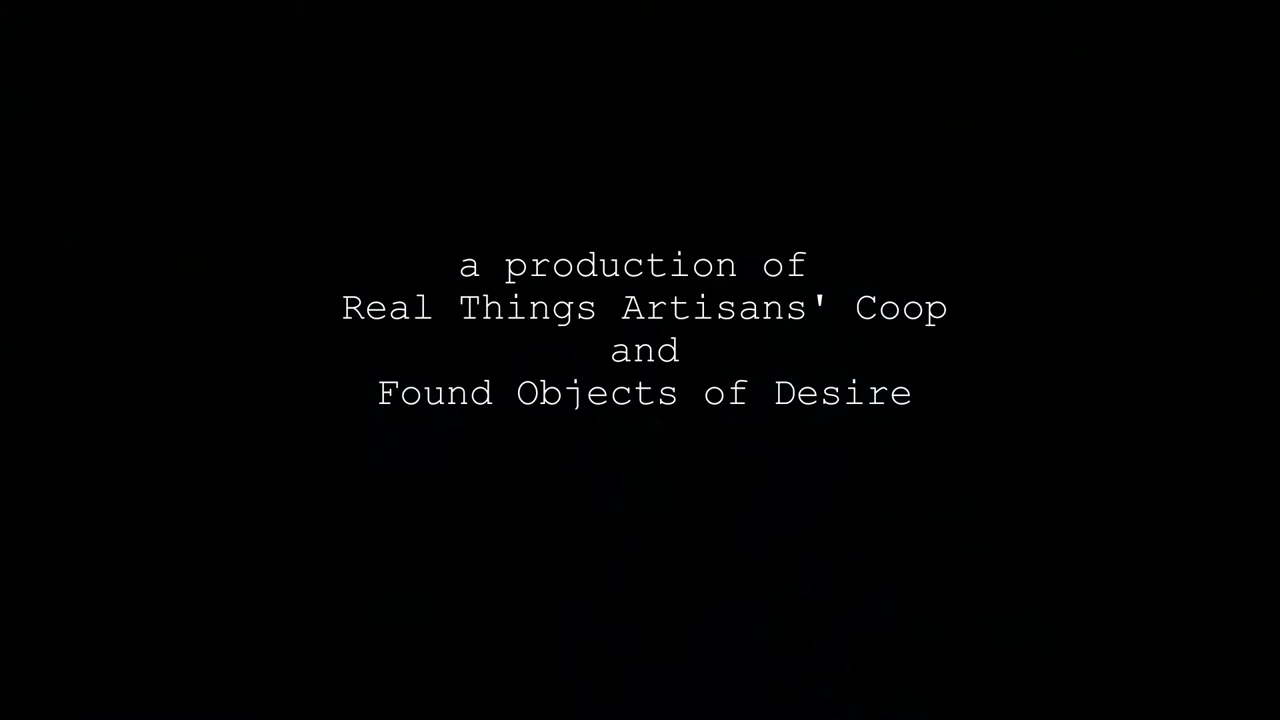 a production of
Real Things Artisans' Coop
and
Found Objects of Desire